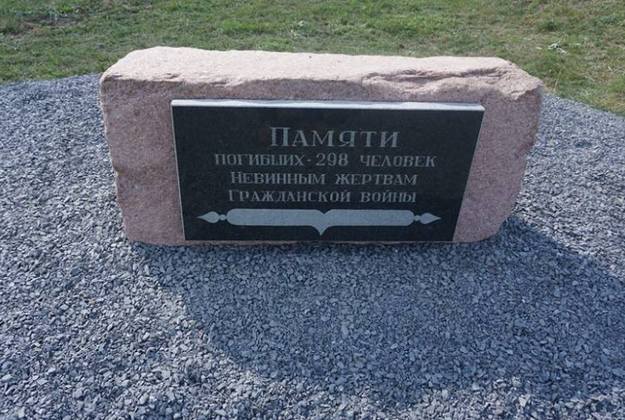 Памяти
погибших - 298 человек
Невинным жертвам
Гражданской войны